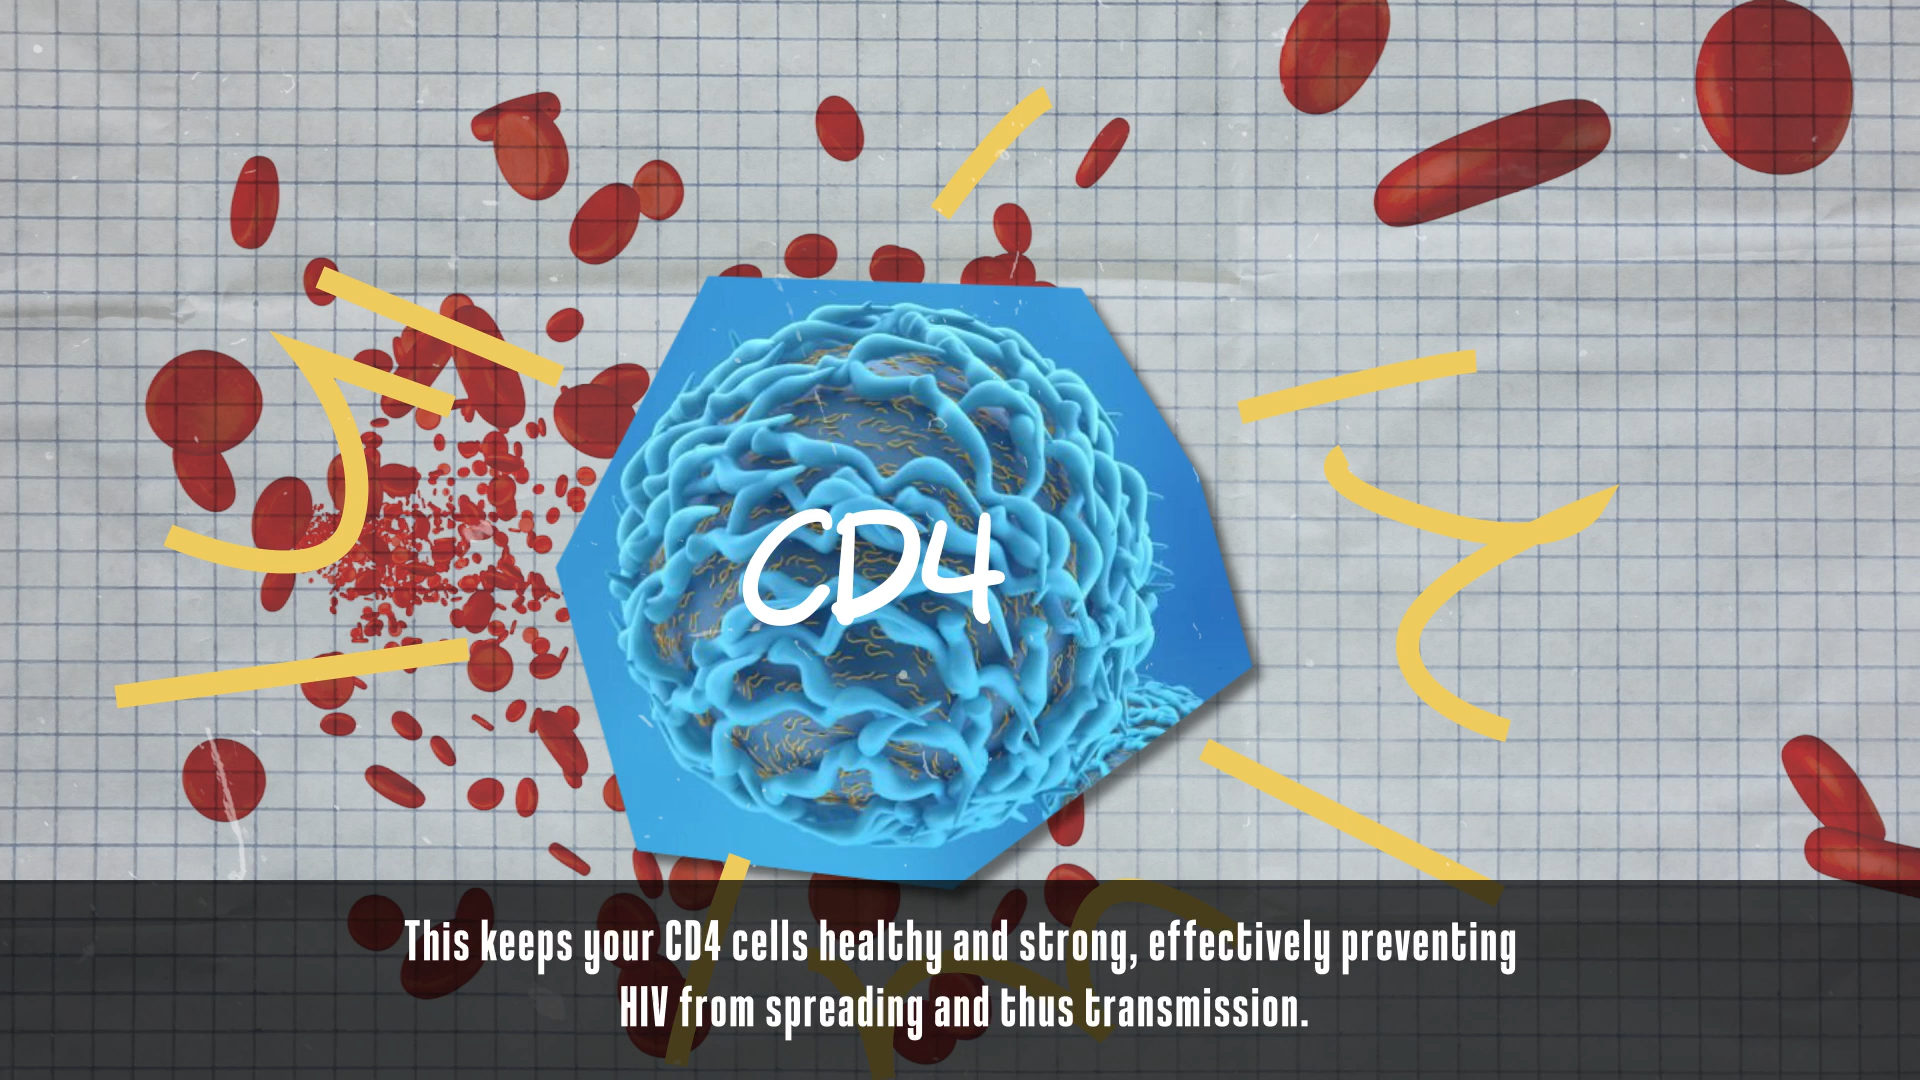 CD4
This keeps your CD4 cells healthy and strong, effectively preventing
HIV from spreading and thus transmission.